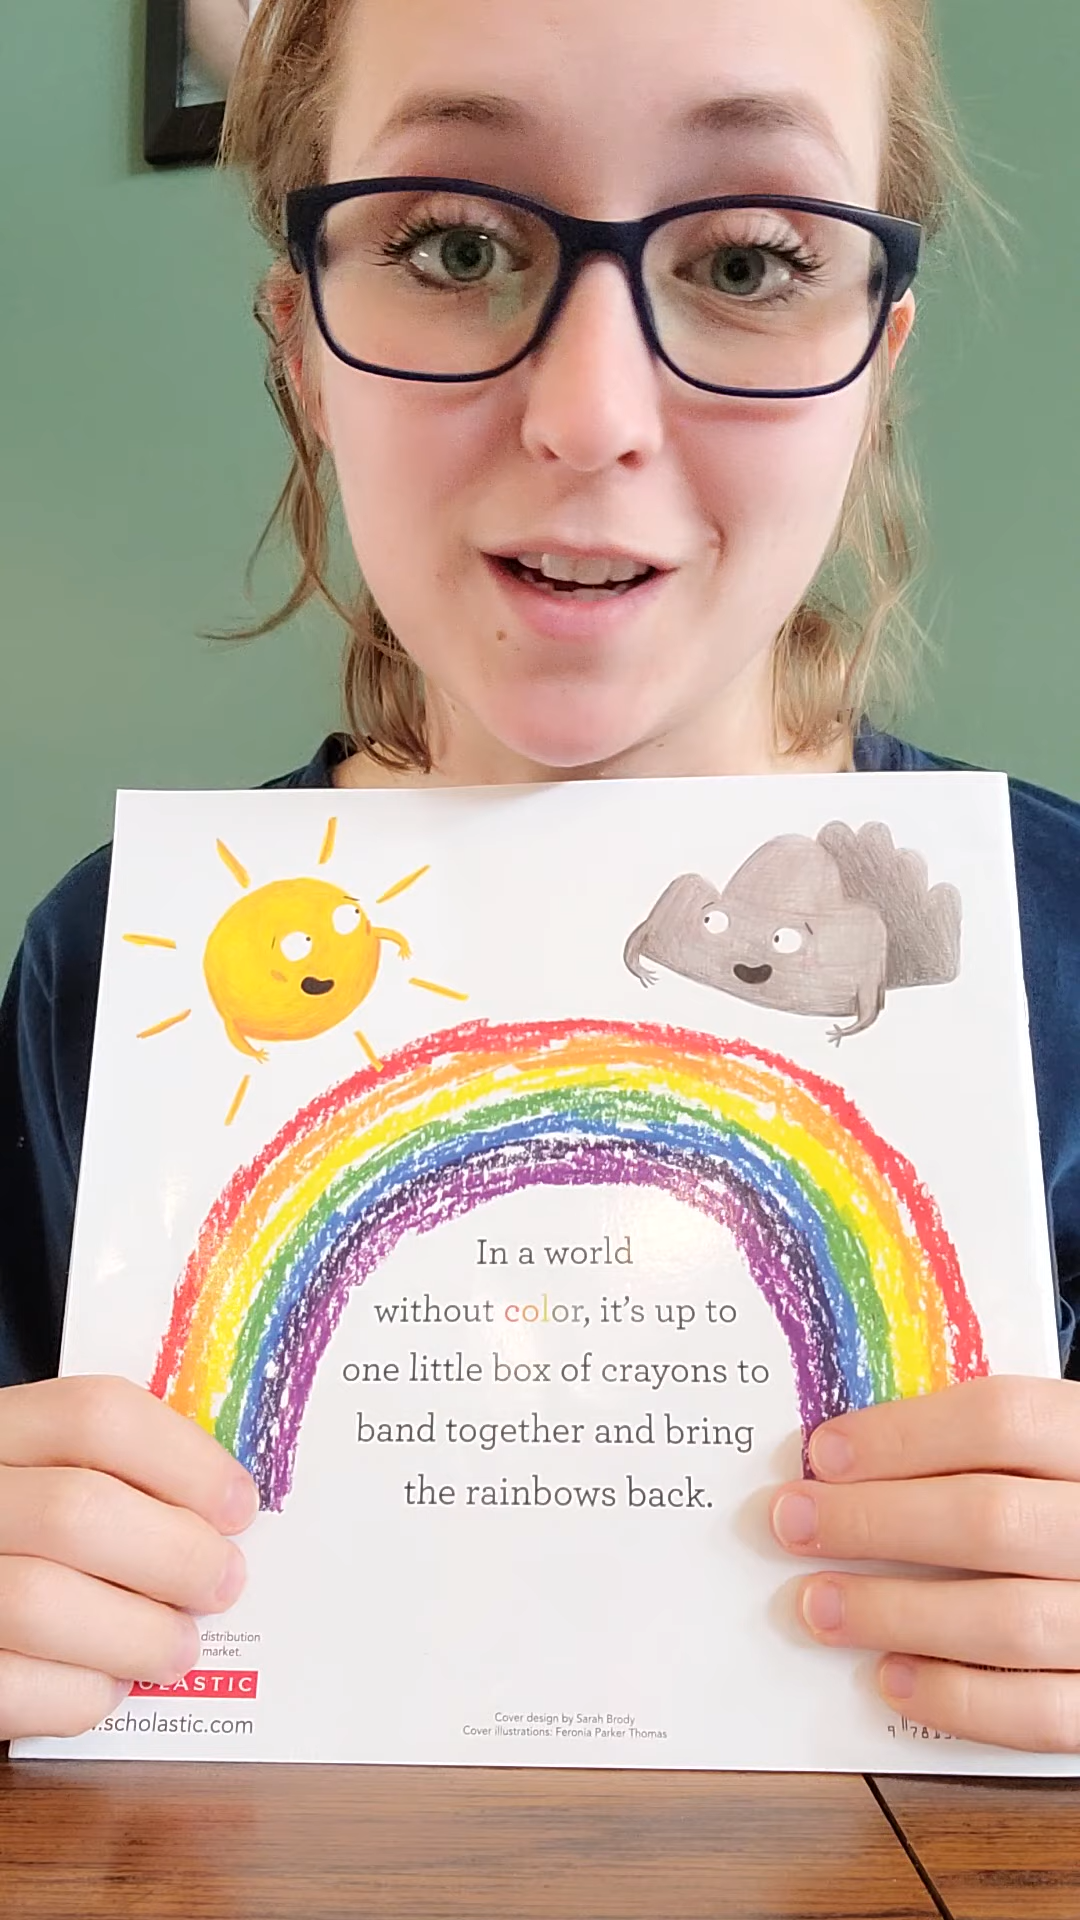 In a world
without color, it's up to
one little box of crayons to
band together and bring
the rainbows back.
distribution
market.
.scholastic.com
Cover design by Sarah Brody
Cover illustrations: Feronia Parker Thomas